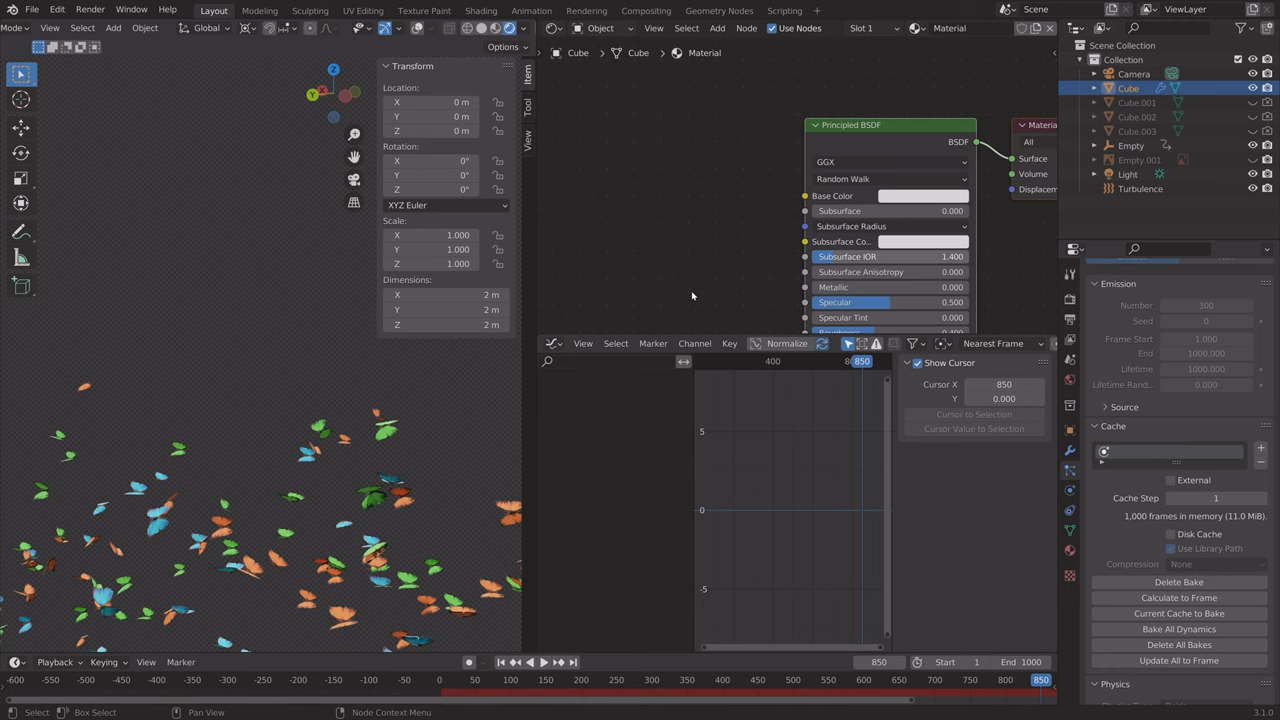 File Edit Render Window Help Layout Modeling Sculpting UV Editing Texture Paint Shading Animation Rendering Compositing Geometry Nodes Scripting Scene ViewLayer
Mode View Select Add Object Global
Options
Transform
Location:
X 0 m
Y 0 m
Z 0 m
Rotation:
X 0°
Y 0°
Z 0°
XYZ Euler
Scale:
X 1.000
Y 1.000
Z 1.000
Dimensions:
X 2 m
Y 2 m
Z 2 m
Item
Tool
View
Z
Y
Object View Select Add Node Use Nodes Slot 1 Material
Cube Cube Material
Principled BSDF
BSDF
GGX
Random Walk
Base Color
Subsurface 0.000
Subsurface Radius
Subsurface Co...
Subsurface IOR 1.400
Subsurface Anisotropy 0.000
Metallic 0.000
Specular 0.500
Specular Tint 0.000
Roughness 0.400
Materia
All
Surface
Volume
Displacem
View Select Marker Channel Key Normalize Nearest Frame
400 850
5
0
-5
Show Cursor
Cursor X 850
Y 0.000
Cursor to Selection
Cursor Value to Selection
Scene Collection
Collection
Camera
Cube
Cube.001
Cube.002
Cube.003
Empty
Empty.001
Light
Turbulence
Emission
Number 300
Seed 0
Frame Start 1.000
End 1000.000
Lifetime 1000.000
Lifetime Rand... 0.000
Source
Cache
External
Cache Step 1
1,000 frames in memory (11.0 MiB).
Disk Cache
Use Library Path
Compression None
Delete Bake
Calculate to Frame
Current Cache to Bake
Bake All Dynamics
Delete All Bakes
Update All to Frame
Physics
Playback Keying View Marker 850 Start 1 End 1000
-600 -550 -500 -450 -400 -350 -300 -250 -200 -150 -100 -50 0 50 100 150 200 250 300 350 400 450 500 550 600 650 700 750 800 850
Select Box Select Pan View Node Context Menu 3.1.0